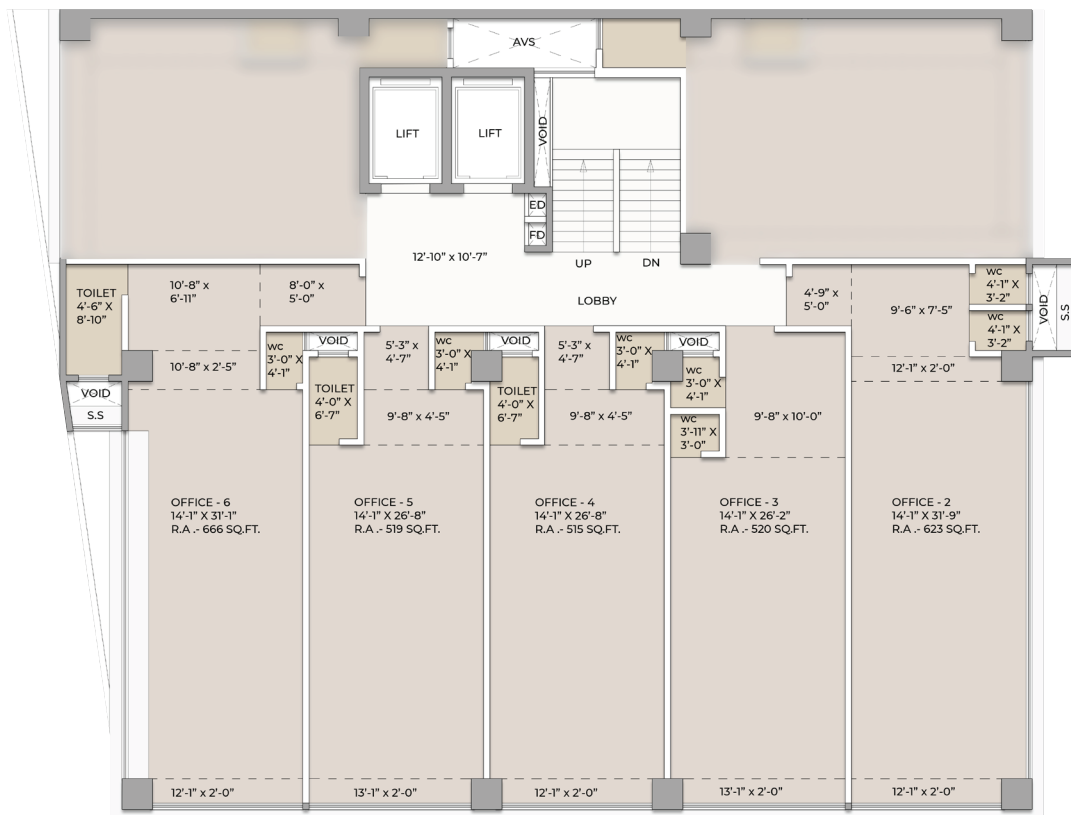 AVS
LIFT
LIFT
VOID
ED
FD
12'-10" x 10'-7"
UP
DN
LOBBY
TOILET
4'-6" X
8'-10"
10'-8" x
6'-11"
8'-0" x
5'-0"
4'-9" x
5'-0"
9'-6" x 7'-5"
WC
4'-1" X
3'-2"
WC
4'-1" X
3'-2"
VOID
S.S
10'-8" x 2'-5"
12'-1" x 2'-0"
VOID
S.S
WC
3'-0" X
4'-1"
VOID
TOILET
4'-0" X
6'-7"
5'-3" x
4'-7"
WC
3'-0" X
4'-1"
VOID
TOILET
4'-0" X
6'-7"
5'-3" x
4'-7"
WC
3'-0" X
4'-1"
VOID
WC
3'-0" X
4'-1"
WC
3'-11" X
3'-0"
9'-8" x 4'-5"
9'-8" x 4'-5"
9'-8" x 10'-0"
OFFICE - 6
14'-1" X 31'-1"
R.A .- 666 SQ.FT.
OFFICE - 5
14'-1" X 26'-8"
R.A .- 519 SQ.FT.
OFFICE - 4
14'-1" X 26'-8"
R.A .- 515 SQ.FT.
OFFICE - 3
14'-1" X 26'-2"
R.A .- 520 SQ.FT.
OFFICE - 2
14'-1" X 31'-9"
R.A .- 623 SQ.FT.
12'-1" x 2'-0"
13'-1" x 2'-0"
12'-1" x 2'-0"
13'-1" x 2'-0"
12'-1" x 2'-0"